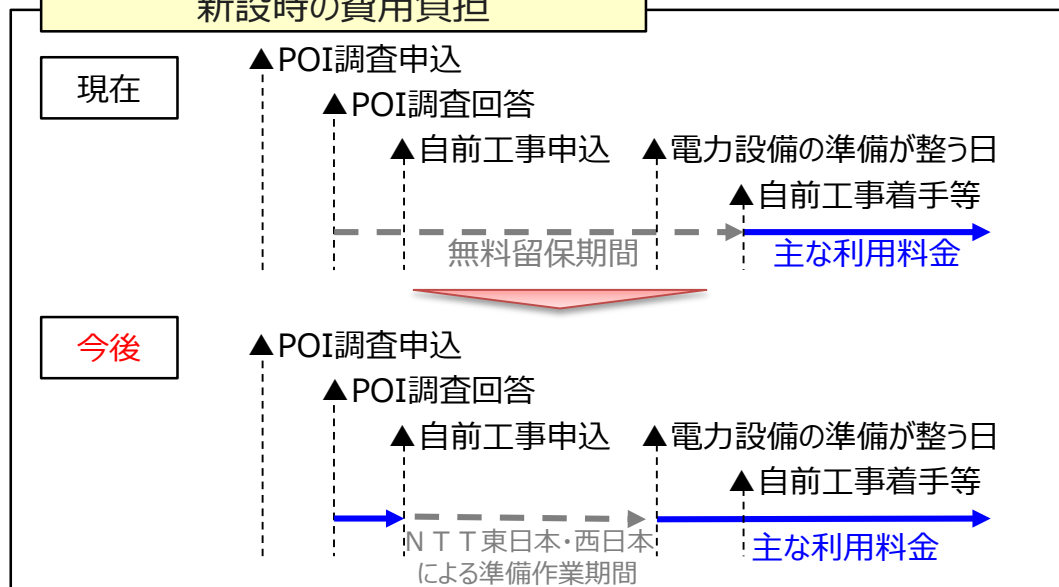 新設時の費用負担
現在
▲POI調査申込
▲POI調査回答
▲自前工事申込
▲電力設備の準備が整う日
▲自前工事着手等
無料留保期間
主な利用料金
今後
▲POI調査申込
▲POI調査回答
▲自前工事申込
▲電力設備の準備が整う日
▲自前工事着手等
ＮＴＴ東日本・西日本
による準備作業期間
主な利用料金